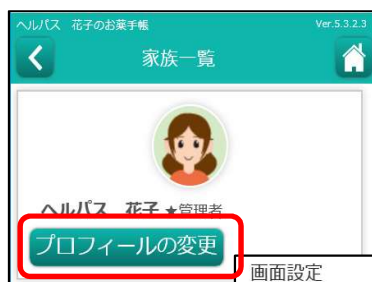 ヘルパス 花子のお薬手帳 Ver.5.3.2.3
家族一覧
ヘルパス 花子 ★管理者
プロフィールの変更
画面設定